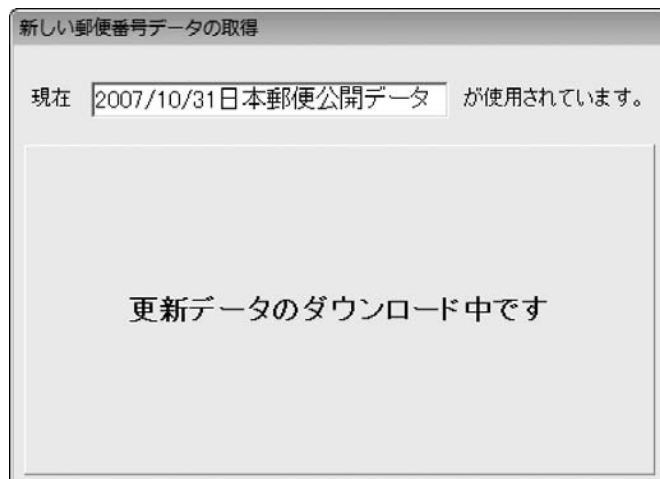 新しい郵便番号データの取得
現在 2007/10/31日本郵便公開データ が使用されています。
更新データのダウンロード中です